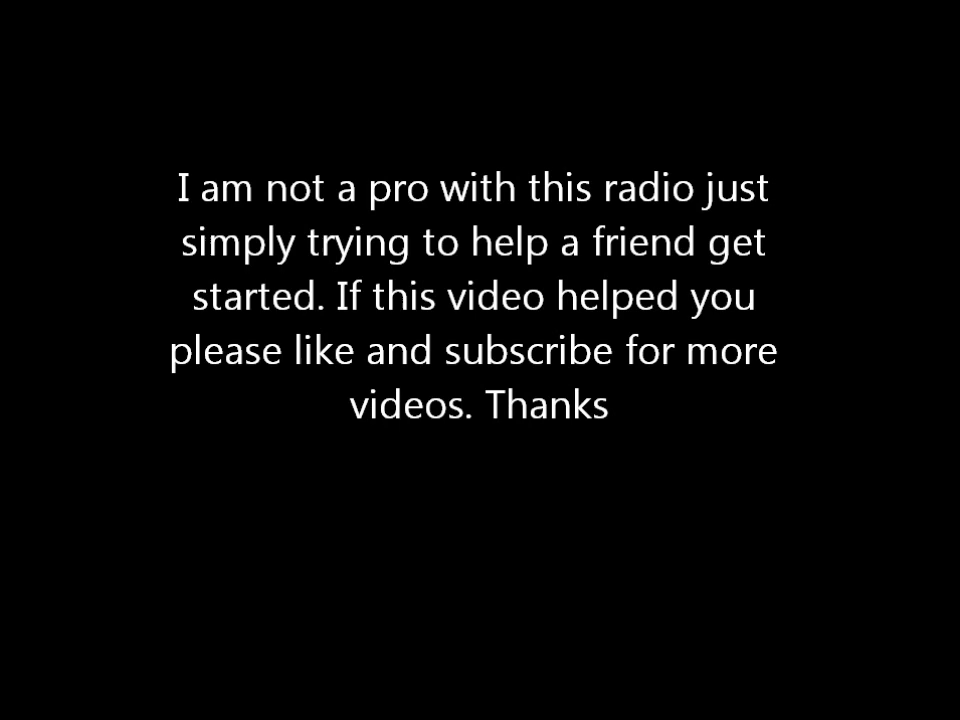 I am not a pro with this radio just
simply trying to help a friend get
started. If this video helped you
please like and subscribe for more
videos. Thanks